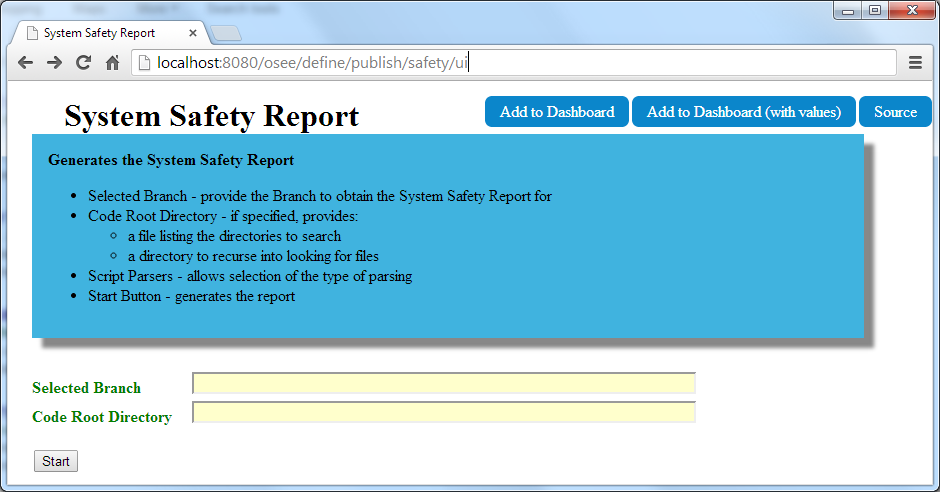 System Safety Report
localhost:8080/osee/define/publish/safety/ui
System Safety Report
Add to Dashboard
Add to Dashboard (with values)
Source
Generates the System Safety Report
• Selected Branch - provide the Branch to obtain the System Safety Report for
• Code Root Directory - if specified, provides:
◦ a file listing the directories to search
◦ a directory to recurse into looking for files
• Script Parsers - allows selection of the type of parsing
• Start Button - generates the report
Selected Branch
Code Root Directory
Start